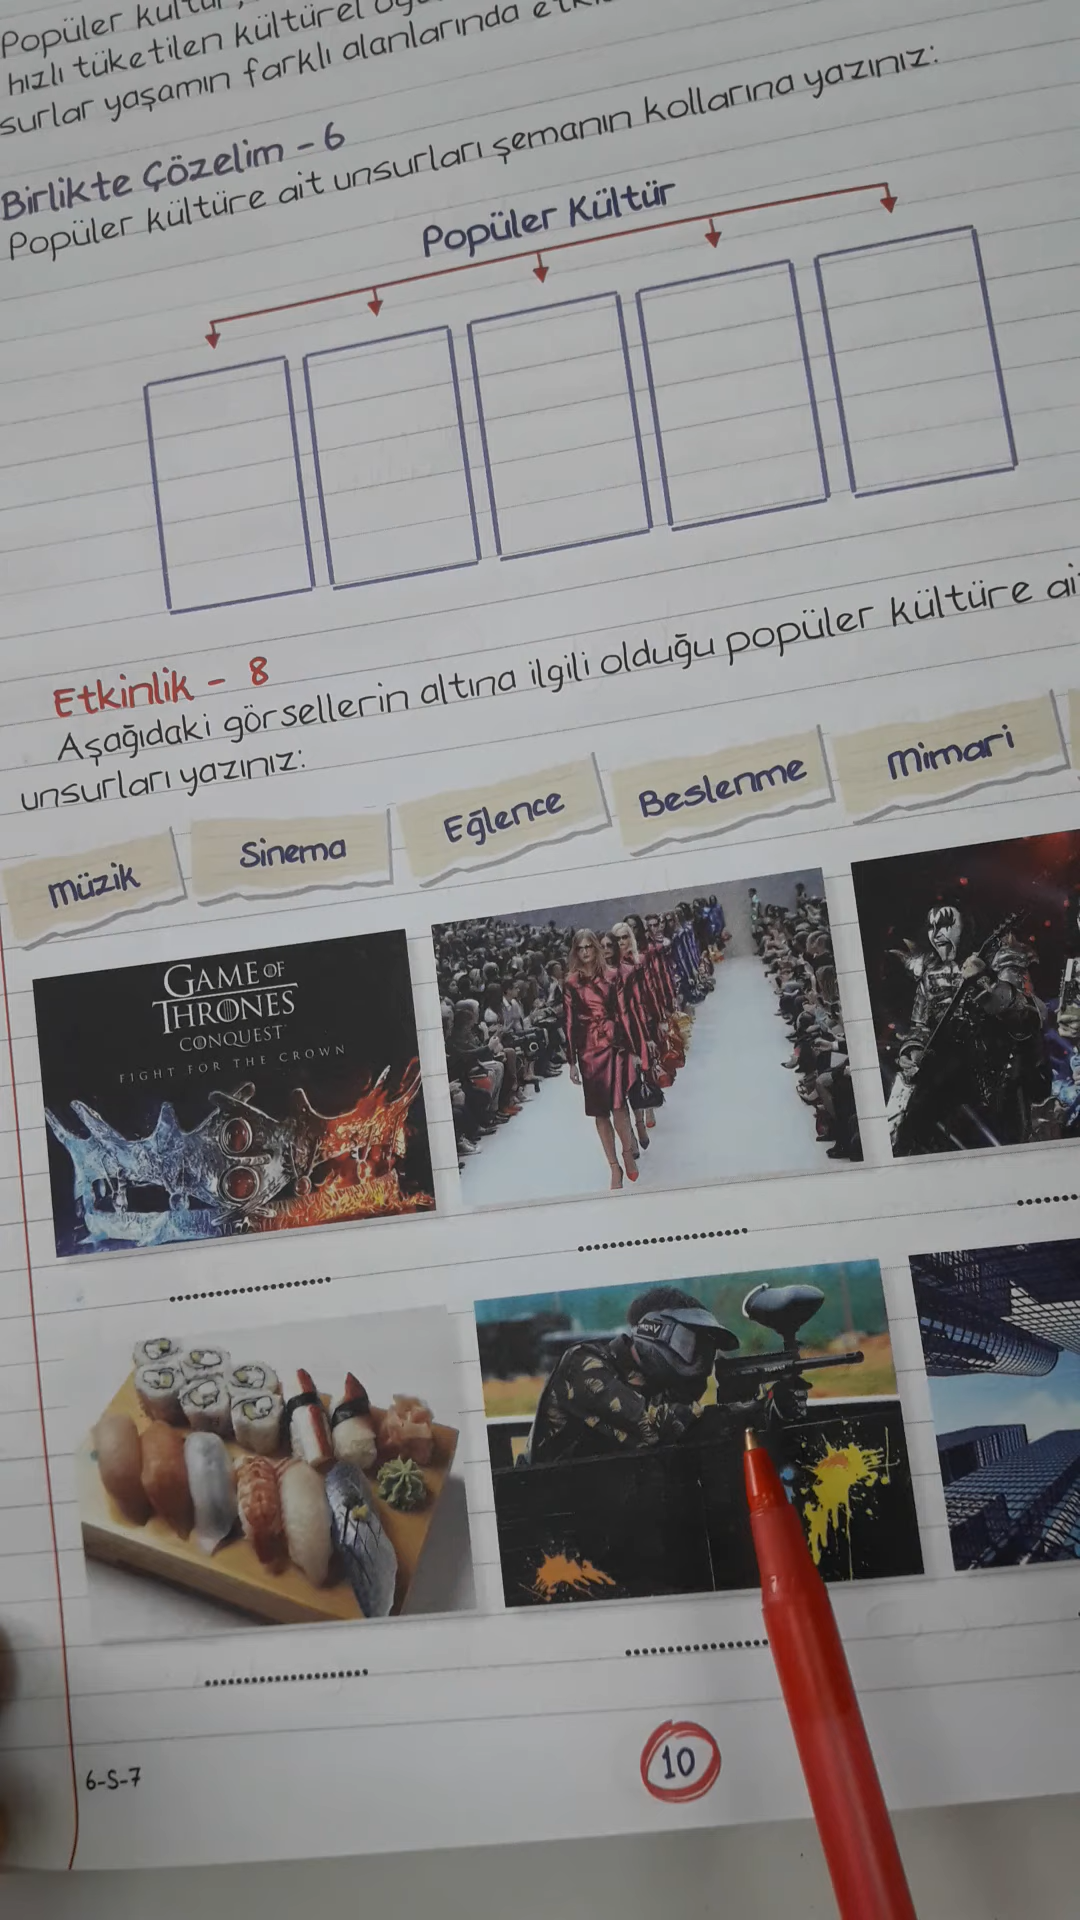 Popüler kültür,
hızlı tüketilen kültürel
surlar yaşamın farklı alanlarında
Birlikte Çözelim - 6
Popüler kültüre ait unsurları şemanın kollarına yazınız:
Popüler Kültür
Etkinlik - 8
Aşağıdaki görsellerin altına ilgili olduğu popüler kültüre ait
unsurları yazınız:
Müzik
Sinema
Eğlence
Beslenme
Mimari
GAME OF
THRONES
CONQUEST
FIGHT FOR THE CROWN
6-S-7
10